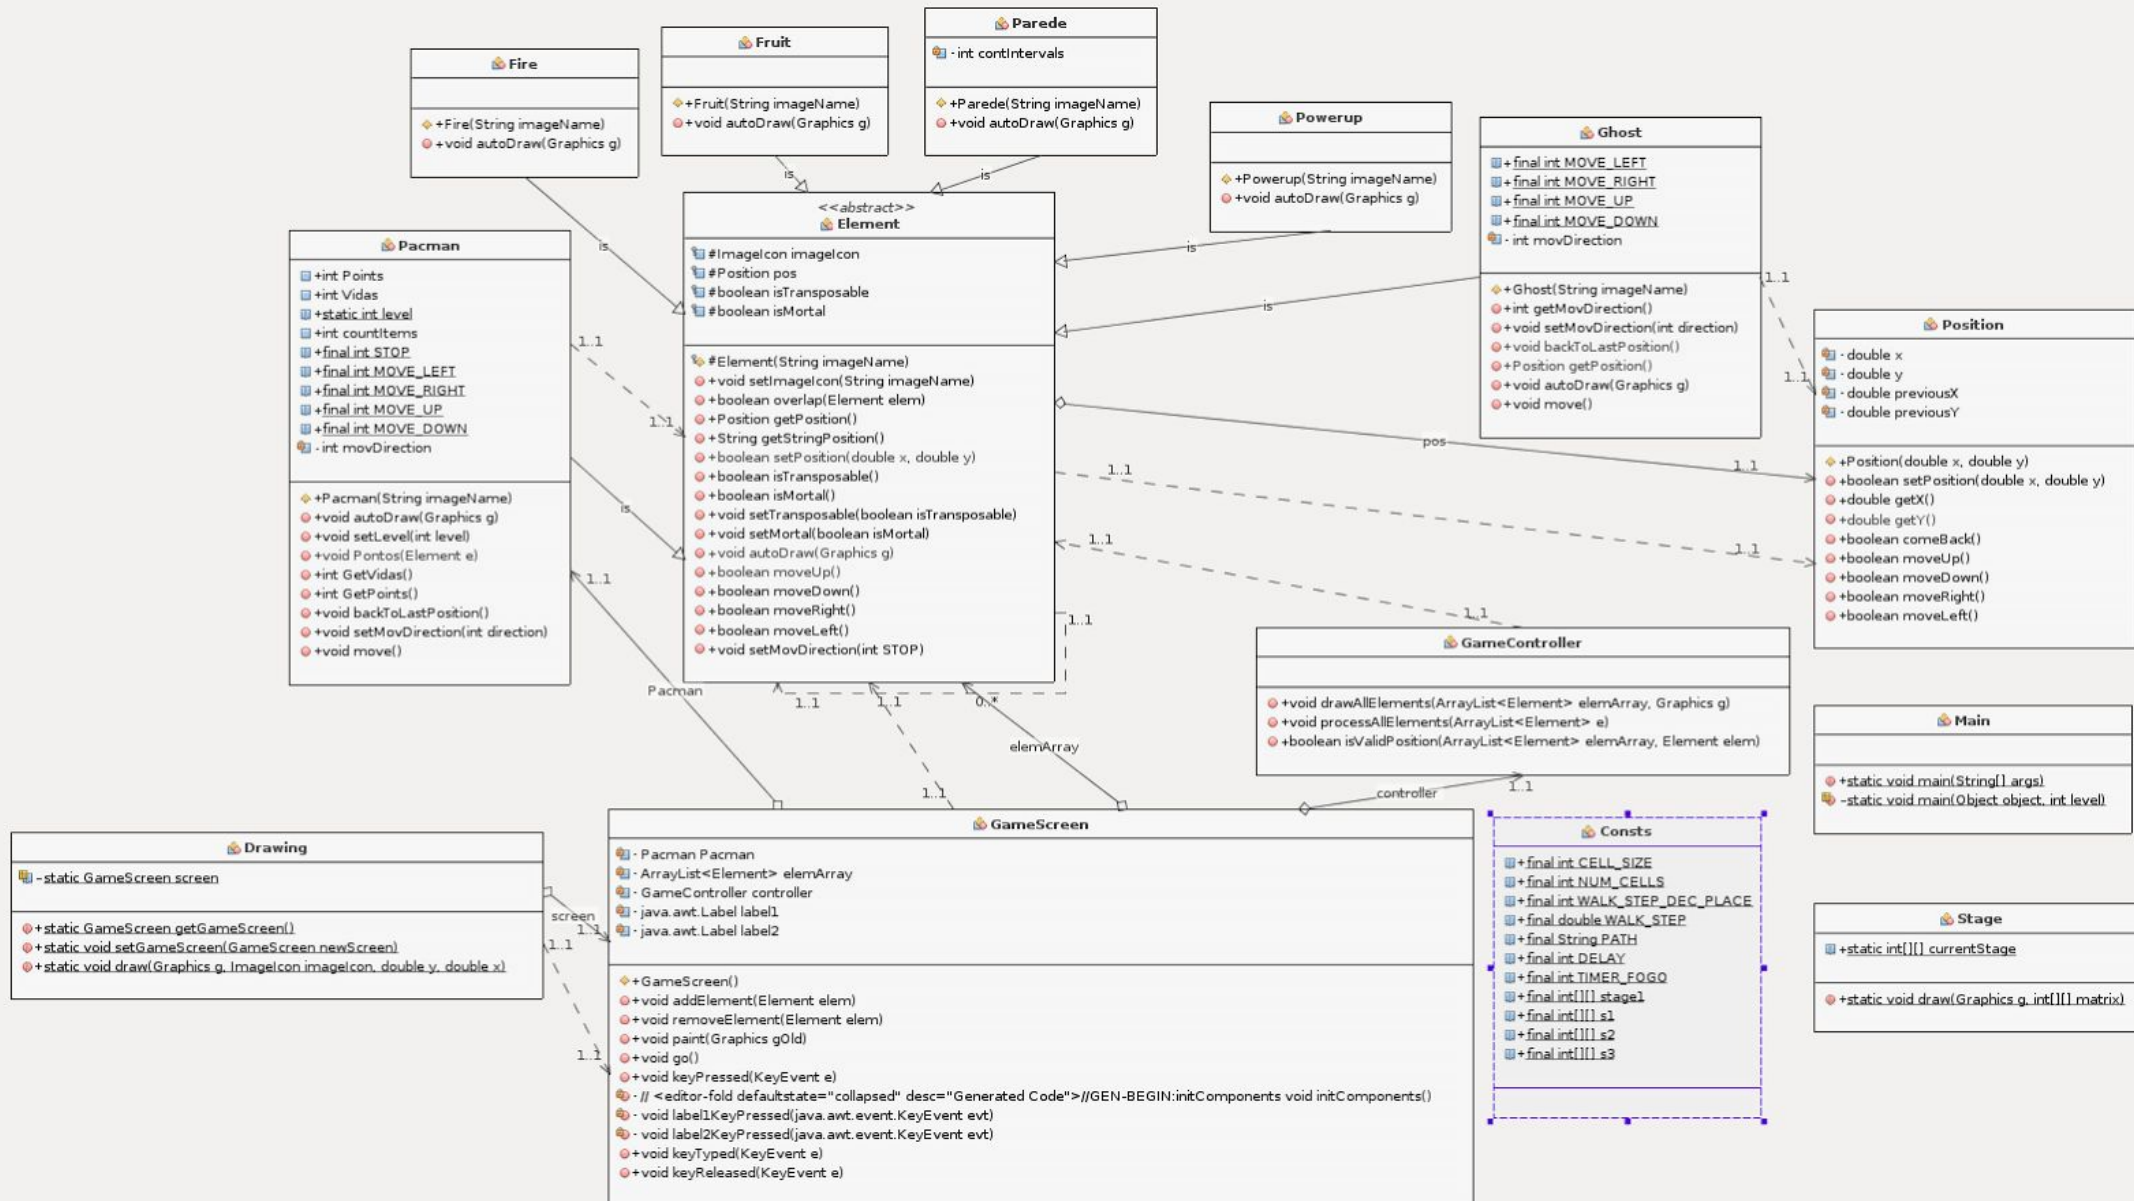 Fire
+Fire(String imageName)
+void autoDraw(Graphics g)
Fruit
+Fruit(String imageName)
+void autoDraw(Graphics g)
Parede
- int contIntervals
+Parede(String imageName)
+void autoDraw(Graphics g)
Powerup
+Powerup(String imageName)
+void autoDraw(Graphics g)
Ghost
+final int MOVE_LEFT
+final int MOVE_RIGHT
+final int MOVE_UP
+final int MOVE_DOWN
- int movDirection
+Ghost(String imageName)
+int getMovDirection()
+void setMovDirection(int direction)
+void backToLastPosition()
+Position getPosition()
+void autoDraw(Graphics g)
+void move()
is
is
is
is
is
is
Pacman
+int Points
+int Vidas
+static int level
+int countItems
+final int STOP
+final int MOVE_LEFT
+final int MOVE_RIGHT
+final int MOVE_UP
+final int MOVE_DOWN
- int movDirection
+Pacman(String imageName)
+void autoDraw(Graphics g)
+void setLevel(int level)
+void Pontos(Element e)
+int GetVidas()
+int GetPoints()
+void backToLastPosition()
+void setMovDirection(int direction)
+void move()
<<abstract>>
Element
#ImageIcon imageIcon
#Position pos
#boolean isTransposable
#boolean isMortal
#Element(String imageName)
+void setImageIcon(String imageName)
+boolean overlap(Element elem)
+Position getPosition()
+String getStringPosition()
+boolean setPosition(double x, double y)
+boolean isTransposable()
+boolean isMortal()
+void setTransposable(boolean isTransposable)
+void setMortal(boolean isMortal)
+void autoDraw(Graphics g)
+boolean moveUp()
+boolean moveDown()
+boolean moveRight()
+boolean moveLeft()
+void setMovDirection(int STOP)
1..1
1..1
1..1
1..1
pos
1..1
1..1
1..1
1..1
1..1
Position
- double x
- double y
- double previousX
- double previousY
+Position(double x, double y)
+boolean setPosition(double x, double y)
+double getX()
+double getY()
+boolean comeBack()
+boolean moveUp()
+boolean moveDown()
+boolean moveRight()
+boolean moveLeft()
1..1
1..1
Pacman
1..1
1..1
0..*
1..1
elemArray
1..1
controller
1..1
GameController
+void drawAllElements(ArrayList<Element> elemArray, Graphics g)
+void processAllElements(ArrayList<Element> e)
+boolean isValidPosition(ArrayList<Element> elemArray, Element elem)
Main
+static void main(String[] args)
-static void main(Object object, int level)
Drawing
-static GameScreen screen
+static GameScreen getGameScreen()
+static void setGameScreen(GameScreen newScreen)
+static void draw(Graphics g, ImageIcon imageIcon, double y, double x)
screen
1..1
1..1
1..1
GameScreen
- Pacman Pacman
- ArrayList<Element> elemArray
- GameController controller
- java.awt.Label label1
- java.awt.Label label2
+GameScreen()
+void addElement(Element elem)
+void removeElement(Element elem)
+void paint(Graphics gOld)
+void go()
+void keyPressed(KeyEvent e)
- // <editor-fold defaultstate="collapsed" desc="Generated Code">//GEN-BEGIN:initComponents void initComponents()
- void label1KeyPressed(java.awt.event.KeyEvent evt)
- void label2KeyPressed(java.awt.event.KeyEvent evt)
+void keyTyped(KeyEvent e)
+void keyReleased(KeyEvent e)
Consts
+final int CELL_SIZE
+final int NUM_CELLS
+final int WALK_STEP_DEC_PLACE
+final double WALK_STEP
+final String PATH
+final int DELAY
+final int TIMER_FOGO
+final int[][] stage1
+final int[][] s1
+final int[][] s2
+final int[][] s3
Stage
+static int[][] currentStage
+static void draw(Graphics g, int[][] matrix)